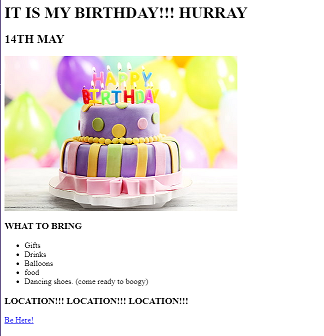 IT IS MY BIRTHDAY!!! HURRAY
14TH MAY
HAPPY
BIRTHDAY
WHAT TO BRING
Gifts
Drinks
Balloons
food
Dancing shoes. (come ready to boogy)
LOCATION!!! LOCATION!!! LOCATION!!!
Be Here!